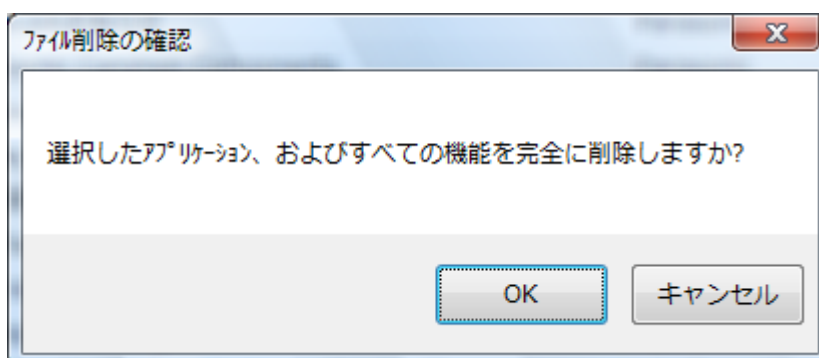 ﾌｧｲﾙ削除の確認
選択したｱﾌﾟﾘｹｰｼｮﾝ、およびすべての機能を完全に削除しますか?
OK
キャンセル